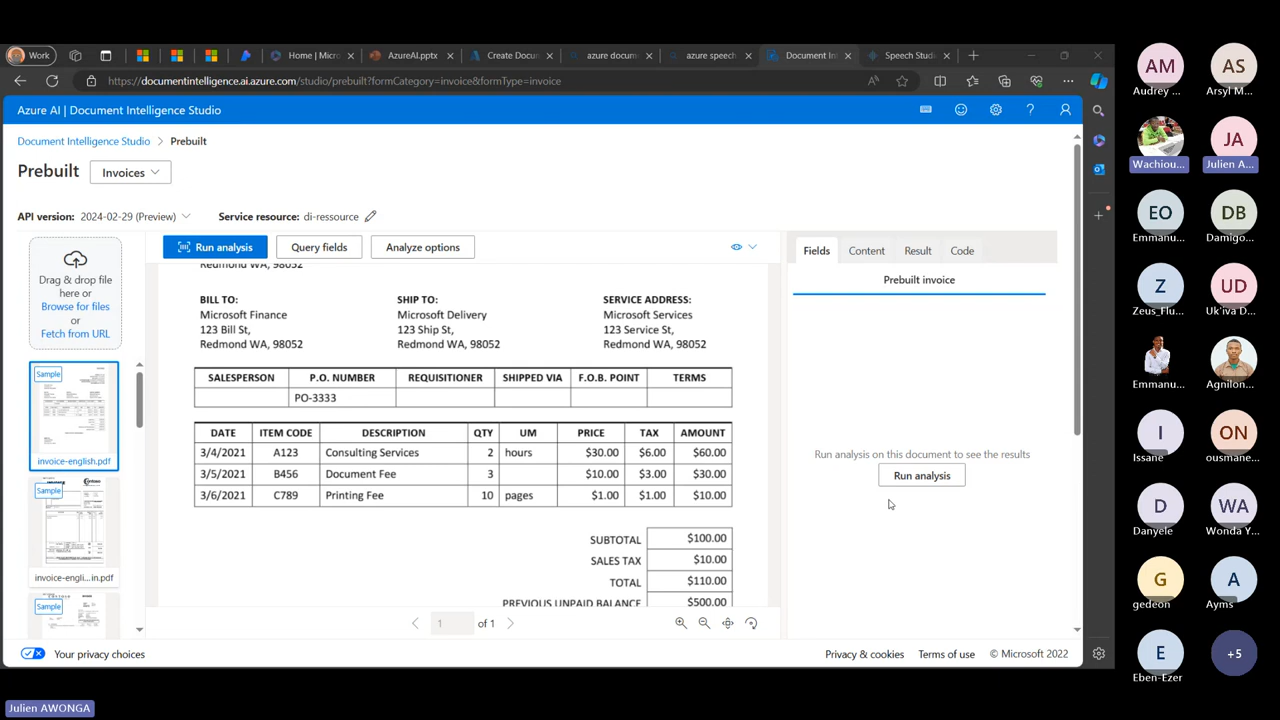 Work
Home | Micr
AzureAI.pptx
Create Docun
azure docum
azure speech
Document In
Speech Studi
https://documentintelligence.ai.azure.com/studio/prebuilt?formCategory=invoice&formType=invoice
Azure AI | Document Intelligence Studio
Document Intelligence Studio > Prebuilt
Prebuilt
Invoices
API version: 2024-02-29 (Preview)
Service resource: di-ressource
Drag & drop file
here or
Browse for files
or
Fetch from URL
Sample
invoice-english.pdf
Sample
invoice-engli...in.pdf
Sample
Run analysis
Query fields
Analyze options
Redmond WA, 98052
BILL TO: SHIP TO: SERVICE ADDRESS:
Microsoft Finance Microsoft Delivery Microsoft Services
123 Bill St, 123 Ship St, 123 Service St,
Redmond WA, 98052 Redmond WA, 98052 Redmond WA, 98052
SALESPERSON P.O. NUMBER REQUISITIONER SHIPPED VIA F.O.B. POINT TERMS
PO-3333
DATE ITEM CODE DESCRIPTION QTY UM PRICE TAX AMOUNT
3/4/2021 A123 Consulting Services 2 hours $30.00 $6.00 $60.00
3/5/2021 B456 Document Fee 3 $10.00 $3.00 $30.00
3/6/2021 C789 Printing Fee 10 pages $1.00 $1.00 $10.00
SUBTOTAL $100.00
SALES TAX $10.00
TOTAL $110.00
PREVIOUS UNPAID BALANCE $500.00
1 of 1
Fields Content Result Code
Prebuilt invoice
Run analysis on this document to see the results
Run analysis
Your privacy choices
Privacy & cookies Terms of use © Microsoft 2022
AM AS
Audrey ... Arsyl M...
JA
Wachiou... Julien A...
EO DB
Emmanu... Damigo...
Z UD
Zeus_Flu... Uk'iva D...
Emmanu... Agnilon...
I ON
Issane ousmane...
D WA
Danyele Wonda Y...
g A
gedeon Ayms
E +5
Eben-Ezer
Julien AWONGA